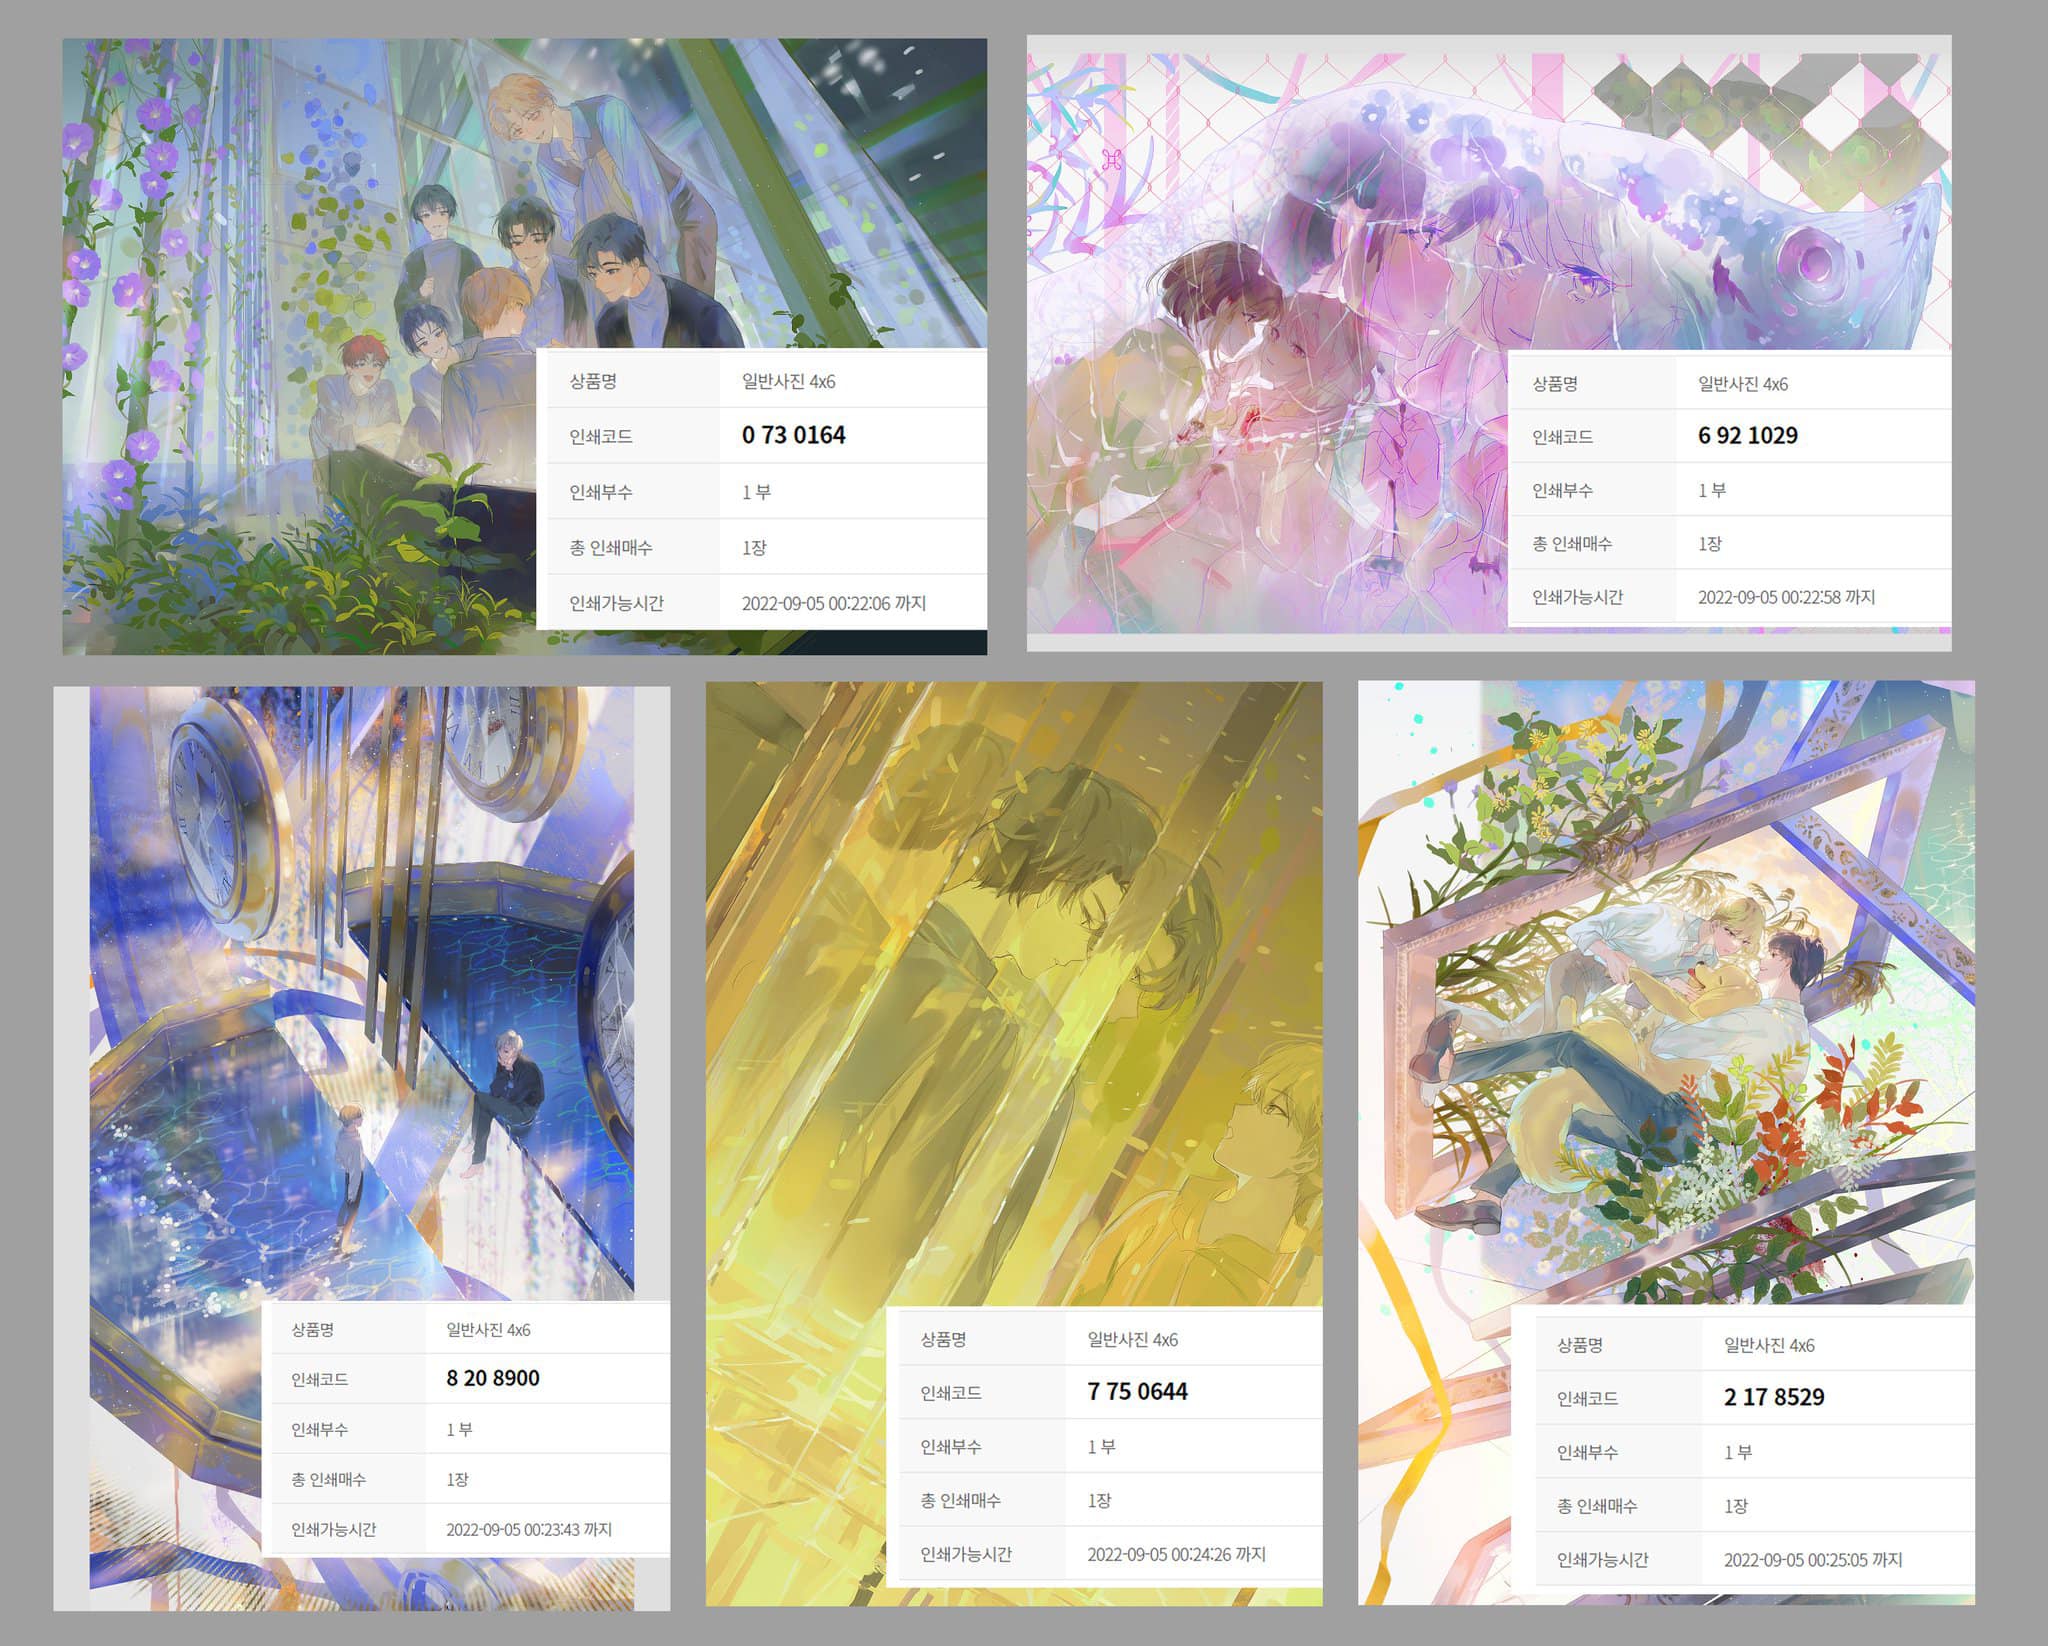 상품명 일반사진 4x6
인쇄코드 0 73 0164
인쇄부수 1 부
총 인쇄매수 1장
인쇄가능시간 2022-09-05 00:22:06 까지
상품명 일반사진 4x6
인쇄코드 6 92 1029
인쇄부수 1 부
총 인쇄매수 1장
인쇄가능시간 2022-09-05 00:22:58 까지
상품명 일반사진 4x6
인쇄코드 8 20 8900
인쇄부수 1 부
총 인쇄매수 1장
인쇄가능시간 2022-09-05 00:23:43 까지
상품명 일반사진 4x6
인쇄코드 7 75 0644
인쇄부수 1 부
총 인쇄매수 1장
인쇄가능시간 2022-09-05 00:24:26 까지
상품명 일반사진 4x6
인쇄코드 2 17 8529
인쇄부수 1 부
총 인쇄매수 1장
인쇄가능시간 2022-09-05 00:25:05 까지